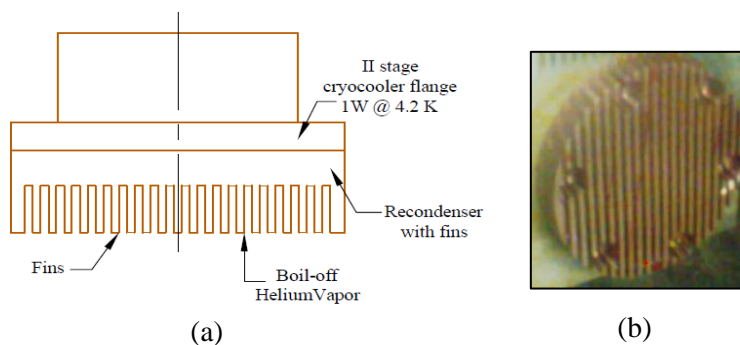 II stage
cryocooler flange
1W @ 4.2 K
Recondenser
with fins
Fins
Boil-off
HeliumVapor
(a)
(b)